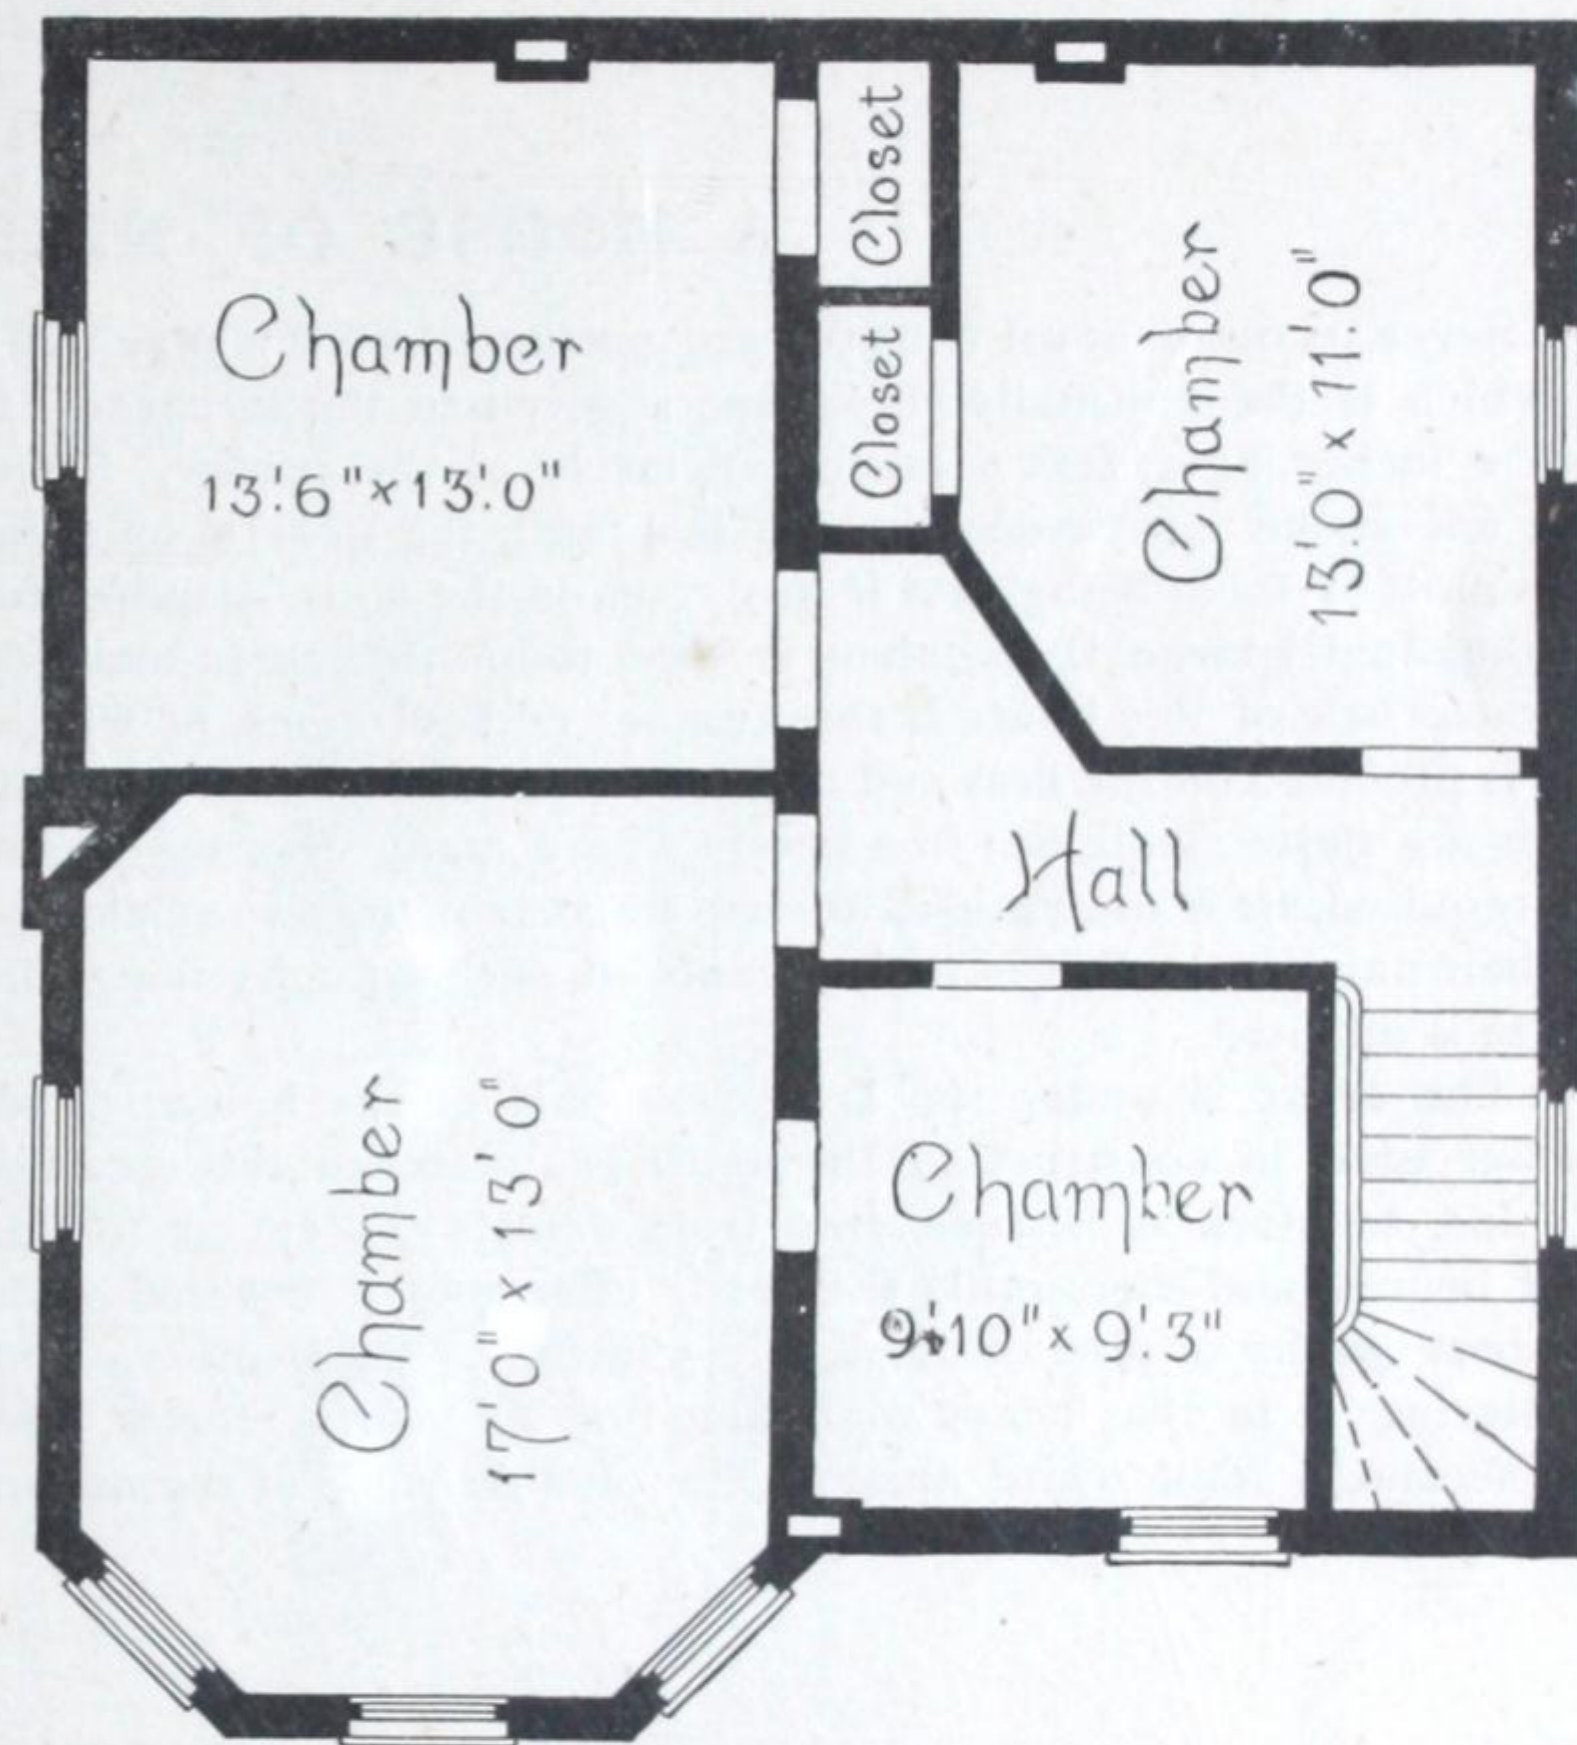 Chamber
13'.6" x 13'.0"
Closet
Closet
Chamber
13'.0" x 11'.0"
Hall
Chamber
17'0" x 13'0"
Chamber
9'.10" x 9'.3"